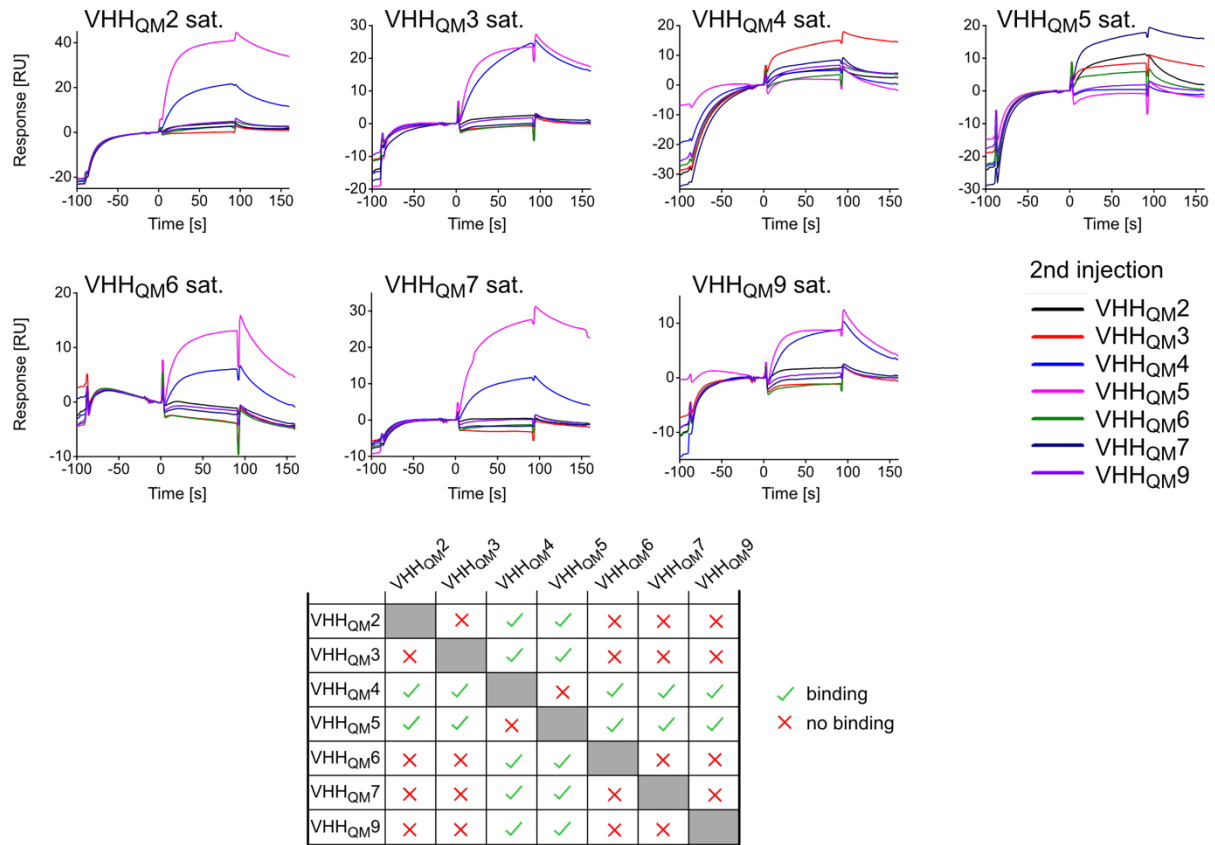 VHHQM2 sat.
VHHQM3 sat.
VHHQM4 sat.
VHHQM5 sat.
Response [RU]
40
20
0
-20
-100 -50 0 50 100 150
Time [s]
30
20
10
0
-10
-20
-100 -50 0 50 100 150
Time [s]
20
10
0
-10
-20
-30
-100 -50 0 50 100 150
Time [s]
20
10
0
-10
-20
-30
-100 -50 0 50 100 150
Time [s]
VHHQM6 sat.
VHHQM7 sat.
VHHQM9 sat.
Response [RU]
20
10
0
-10
-100 -50 0 50 100 150
Time [s]
30
20
10
0
-10
-100 -50 0 50 100 150
Time [s]
10
0
-10
-100 -50 0 50 100 150
Time [s]
2nd injection
VHHQM2
VHHQM3
VHHQM4
VHHQM5
VHHQM6
VHHQM7
VHHQM9
VHHQM2 VHHQM3 VHHQM4 VHHQM5 VHHQM6 VHHQM7 VHHQM9
VHHQM2
VHHQM3
VHHQM4
VHHQM5
VHHQM6
VHHQM7
VHHQM9
binding
no binding